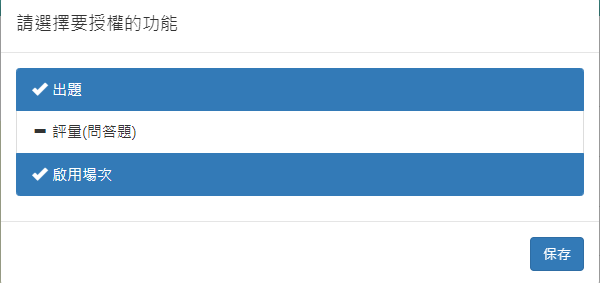 請選擇要授權的功能
出題
評量(問答題)
啟用場次
保存